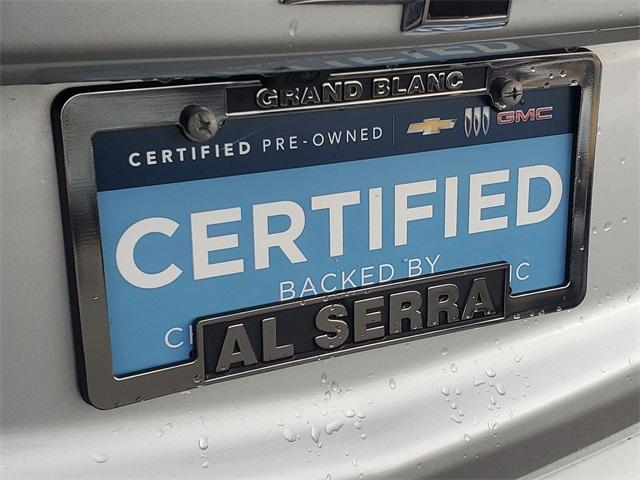 GRAND BLANC
CERTIFIED PRE-OWNED GMC
CERTIFIED
BACKED BY
AL SERRA